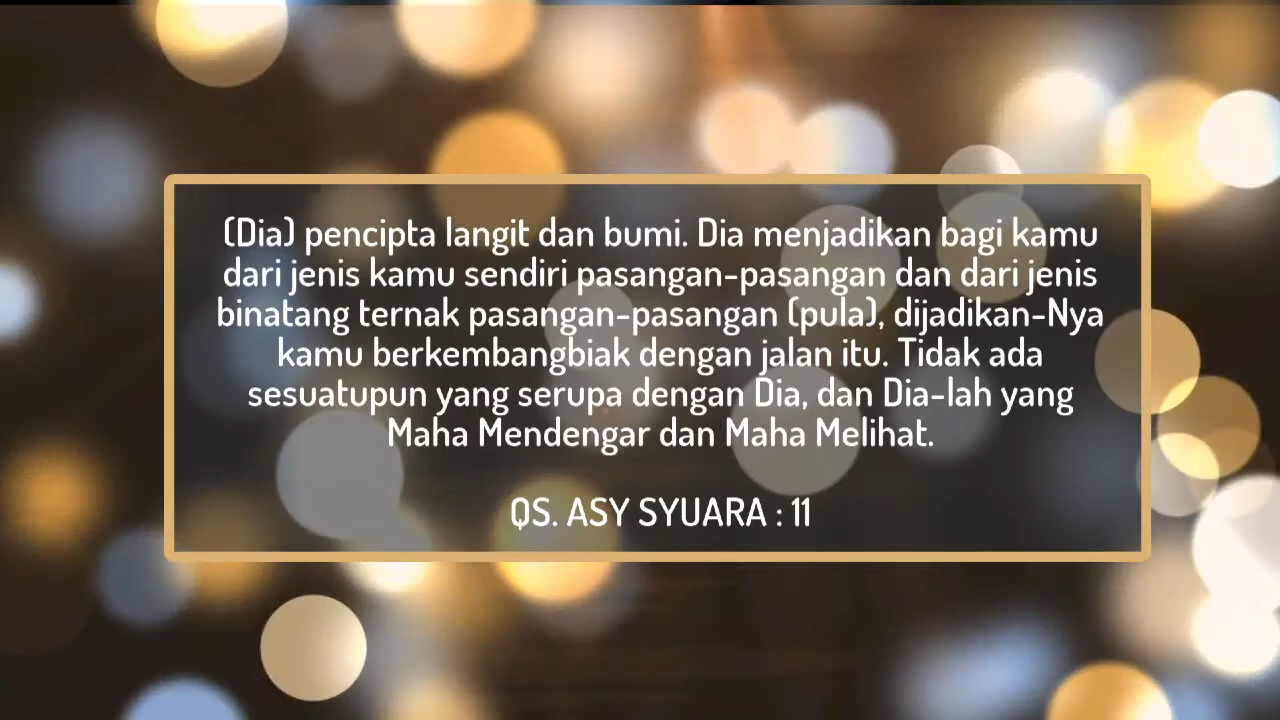 (Dia) pencipta langit dan bumi. Dia menjadikan bagi kamu
dari jenis kamu sendiri pasangan-pasangan dan dari jenis
binatang ternak pasangan-pasangan (pula), dijadikan-Nya
kamu berkembangbiak dengan jalan itu. Tidak ada
sesuatupun yang serupa dengan Dia, dan Dia-lah yang
Maha Mendengar dan Maha Melihat.
QS. ASY SYUARA : 11